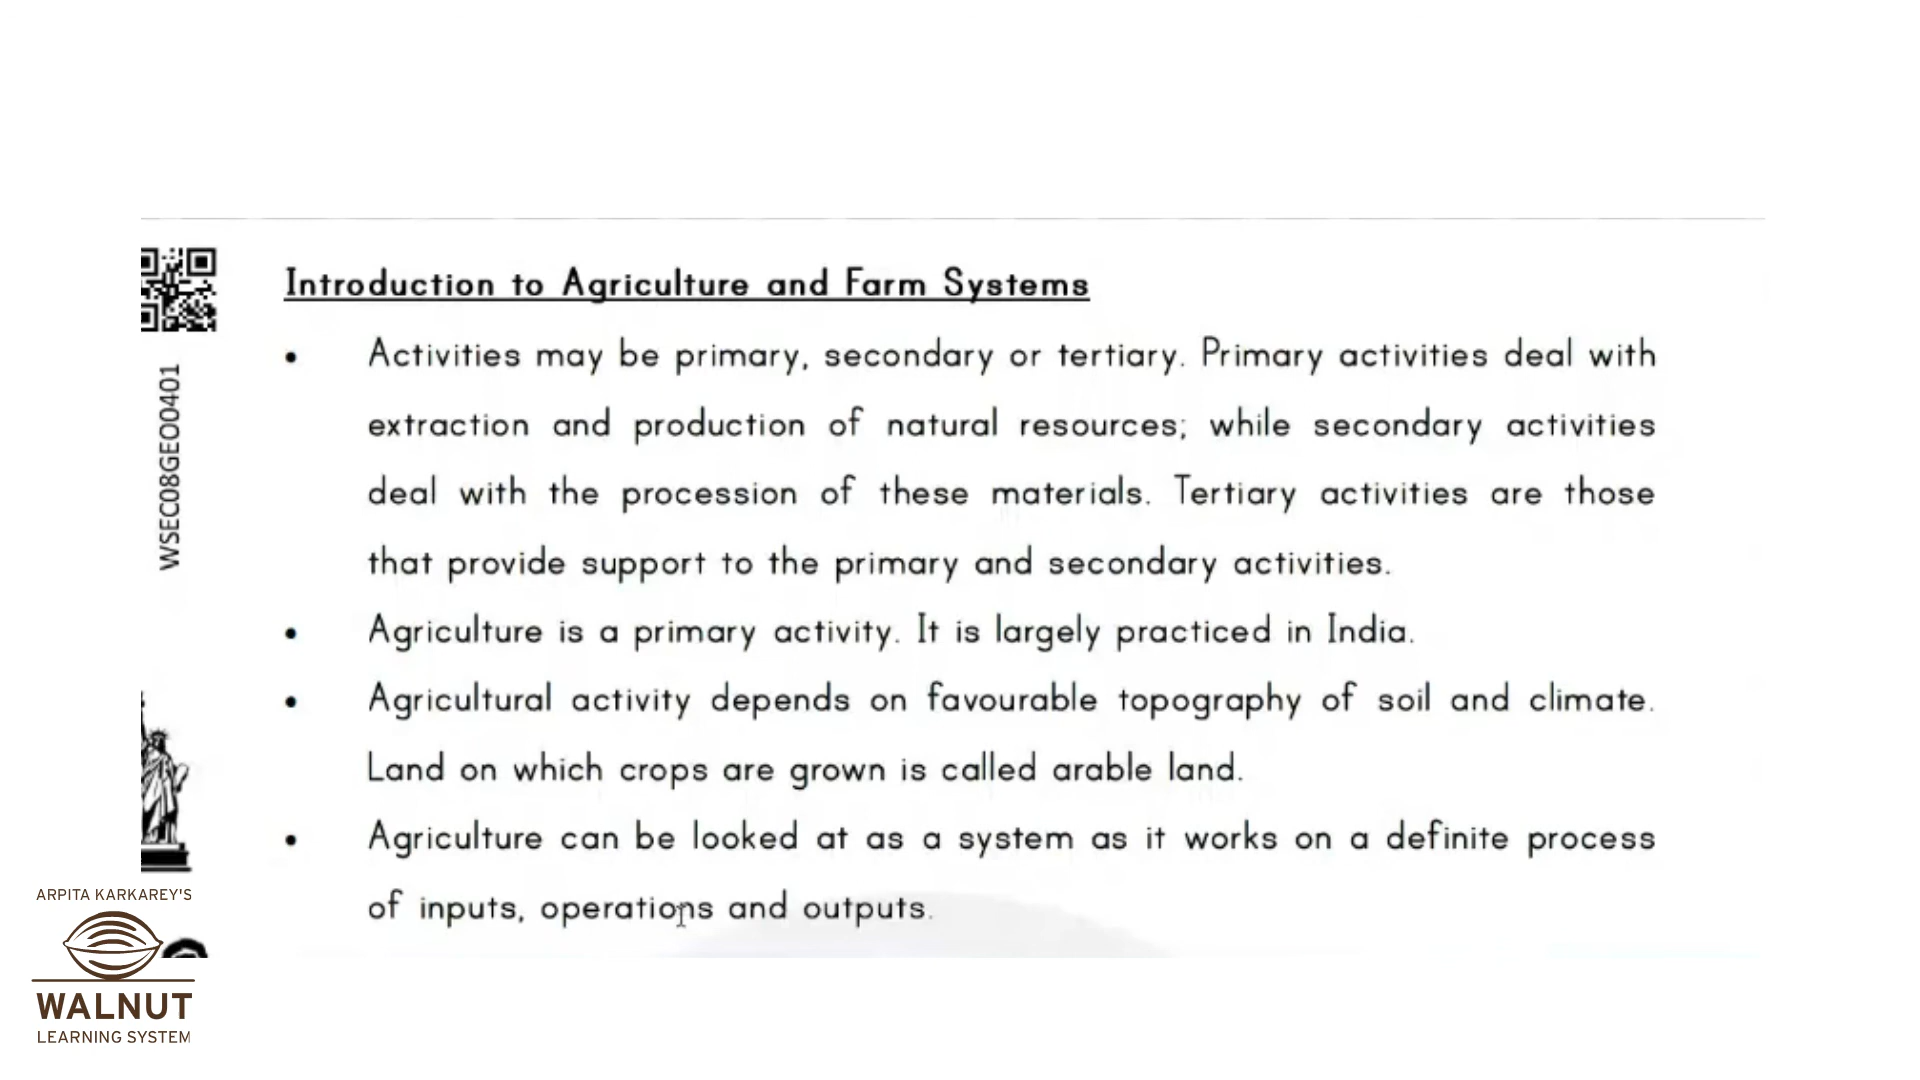 Introduction to Agriculture and Farm Systems
• Activities may be primary, secondary or tertiary. Primary activities deal with
extraction and production of natural resources; while secondary activities
deal with the procession of these materials. Tertiary activities are those
that provide support to the primary and secondary activities.
• Agriculture is a primary activity. It is largely practiced in India.
• Agricultural activity depends on favourable topography of soil and climate.
Land on which crops are grown is called arable land.
• Agriculture can be looked at as a system as it works on a definite process
of inputs, operations and outputs.
WSEC08GEO00401
ARPITA KARKAREY'S
WALNUT
LEARNING SYSTEM